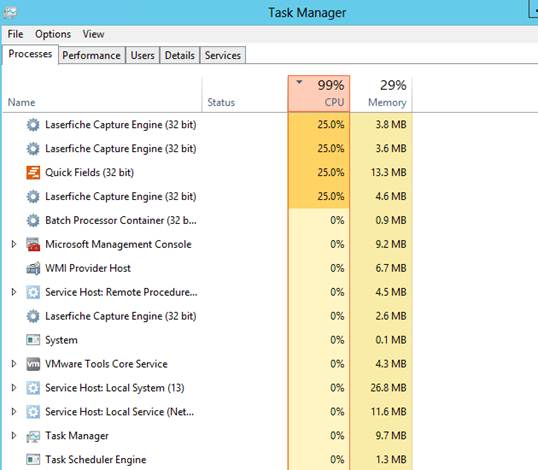 Task Manager
File Options View
Processes Performance Users Details Services
99% 29%
Name Status CPU Memory
Laserfiche Capture Engine (32 bit) 25.0% 3.8 MB
Laserfiche Capture Engine (32 bit) 25.0% 3.6 MB
Quick Fields (32 bit) 25.0% 13.3 MB
Laserfiche Capture Engine (32 bit) 25.0% 4.6 MB
Batch Processor Container (32 b... 0% 0.9 MB
Microsoft Management Console 0% 9.2 MB
WMI Provider Host 0% 6.7 MB
Service Host: Remote Procedure... 0% 4.5 MB
Laserfiche Capture Engine (32 bit) 0% 2.6 MB
System 0% 0.1 MB
vm VMware Tools Core Service 0% 4.3 MB
Service Host: Local System (13) 0% 26.8 MB
Service Host: Local Service (Net... 0% 11.6 MB
Task Manager 0% 9.7 MB
Task Scheduler Engine 0% 1.3 MB